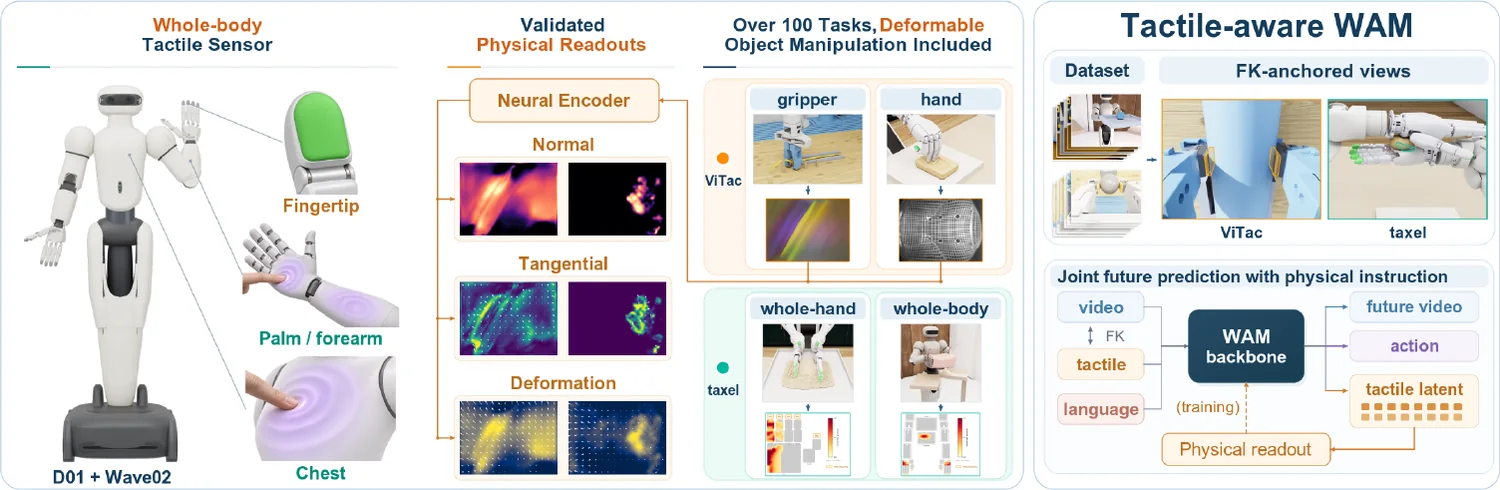 Whole-body
Tactile Sensor
Fingertip
Palm / forearm
Chest
D01 + Wave02
Validated
Physical Readouts
Neural Encoder
Normal
Tangential
Deformation
Over 100 Tasks, Deformable
Object Manipulation Included
gripper
hand
ViTac
whole-hand
whole-body
taxel
Tactile-aware WAM
Dataset
FK-anchored views
ViTac
taxel
Joint future prediction with physical instruction
video
FK
tactile
language
WAM
backbone
(training)
future video
action
tactile latent
Physical readout